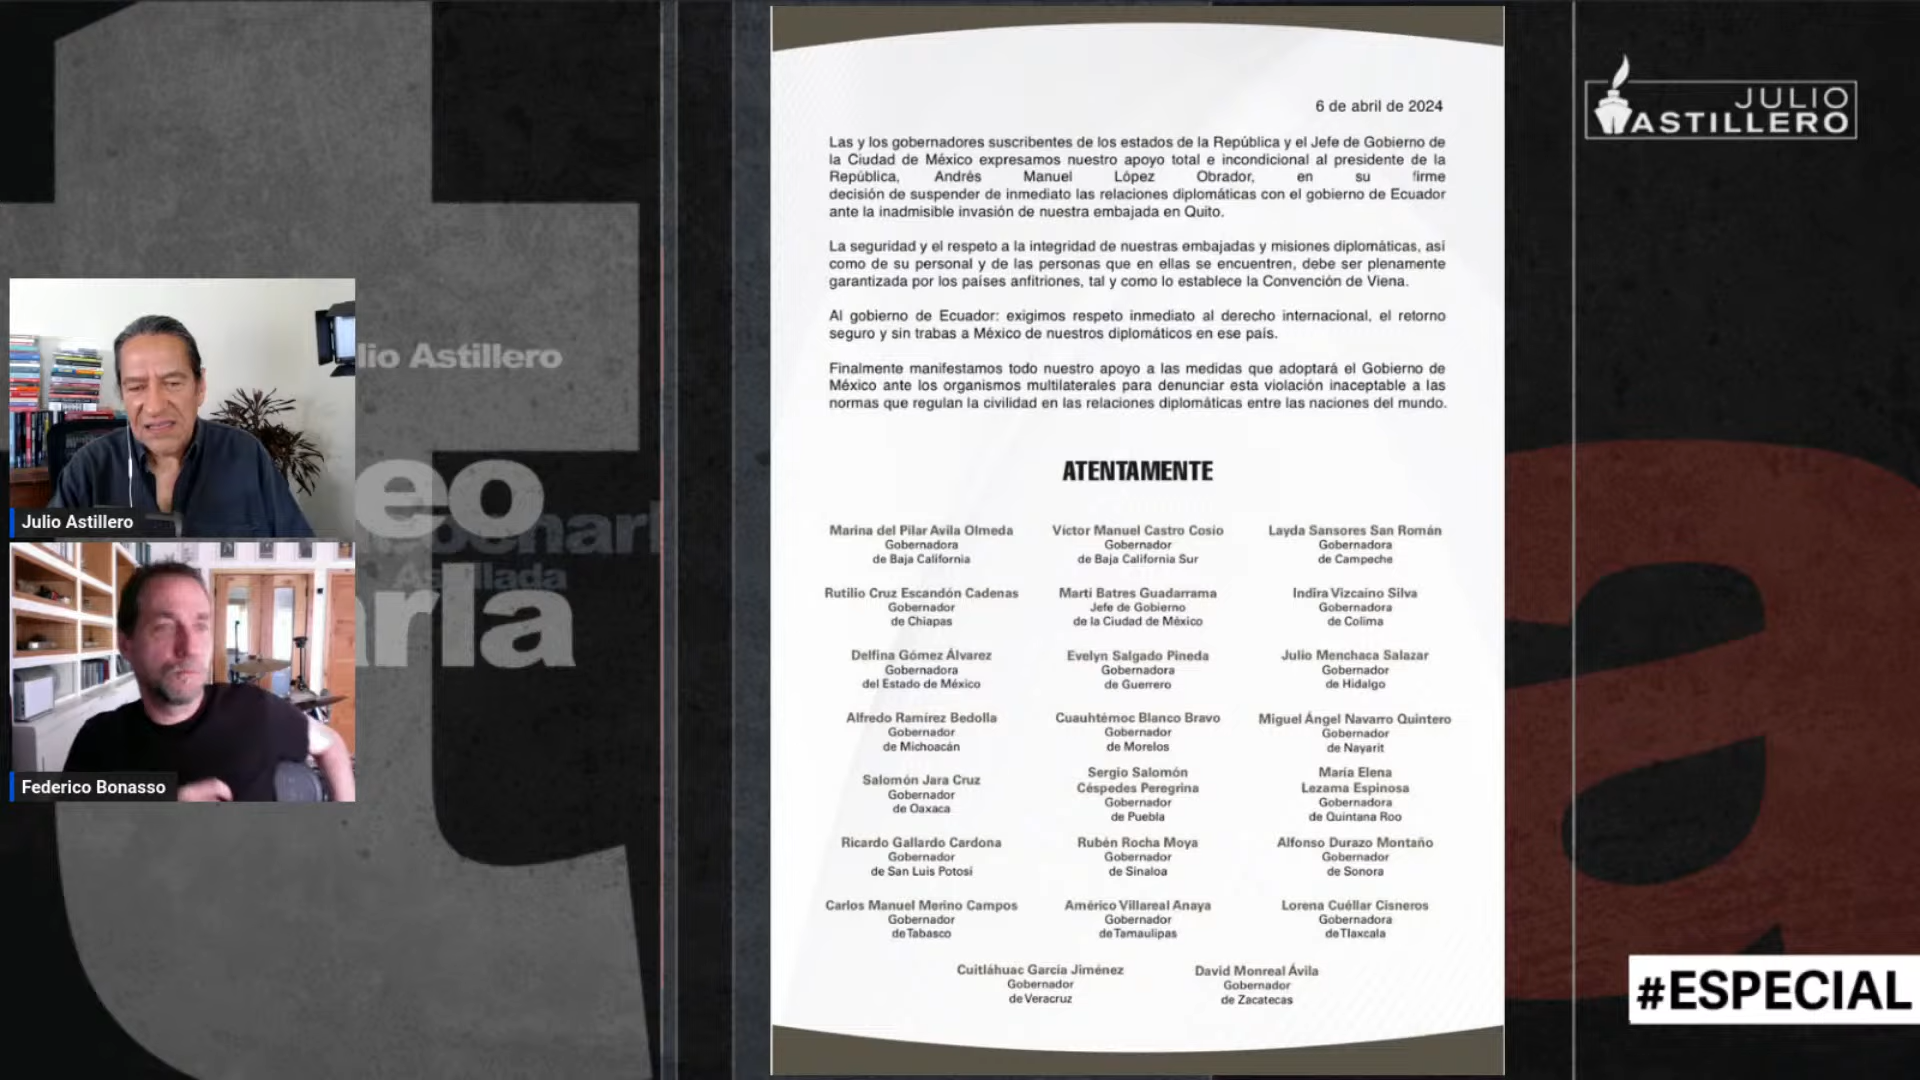 JULIO
ASTILLERO
6 de abril de 2024
Las y los gobernadores suscribentes de los estados de la República y el Jefe de Gobierno de
la Ciudad de México expresamos nuestro apoyo total e incondicional al presidente de la
República, Andrés Manuel López Obrador, en su firme
decisión de suspender de inmediato las relaciones diplomáticas con el gobierno de Ecuador
ante la inadmisible invasión de nuestra embajada en Quito.
La seguridad y el respeto a la integridad de nuestras embajadas y misiones diplomáticas, así
como de su personal y de las personas que en ellas se encuentren, debe ser plenamente
garantizada por los países anfitriones, tal y como lo establece la Convención de Viena.
Al gobierno de Ecuador: exigimos respeto inmediato al derecho internacional, el retorno
seguro y sin trabas a México de nuestros diplomáticos en ese país.
Finalmente manifestamos todo nuestro apoyo a las medidas que adoptará el Gobierno de
México ante los organismos multilaterales para denunciar esta violación inaceptable a las
normas que regulan la civilidad en las relaciones diplomáticas entre las naciones del mundo.
ATENTAMENTE
Marina del Pilar Avila Olmeda
Gobernadora
de Baja California
Víctor Manuel Castro Cosío
Gobernador
de Baja California Sur
Layda Sansores San Román
Gobernadora
de Campeche
Rutilio Cruz Escandón Cadenas
Gobernador
de Chiapas
Martí Batres Guadarrama
Jefe de Gobierno
de la Ciudad de México
Indira Vizcaíno Silva
Gobernadora
de Colima
Delfina Gómez Álvarez
Gobernadora
del Estado de México
Evelyn Salgado Pineda
Gobernadora
de Guerrero
Julio Menchaca Salazar
Gobernador
de Hidalgo
Alfredo Ramírez Bedolla
Gobernador
de Michoacán
Cuauhtémoc Blanco Bravo
Gobernador
de Morelos
Miguel Ángel Navarro Quintero
Gobernador
de Nayarit
Salomón Jara Cruz
Gobernador
de Oaxaca
Sergio Salomón
Céspedes Peregrina
Gobernador
de Puebla
María Elena
Lezama Espinosa
Gobernadora
de Quintana Roo
Ricardo Gallardo Cardona
Gobernador
de San Luis Potosí
Rubén Rocha Moya
Gobernador
de Sinaloa
Alfonso Durazo Montaño
Gobernador
de Sonora
Carlos Manuel Merino Campos
Gobernador
de Tabasco
Américo Villareal Anaya
Gobernador
de Tamaulipas
Lorena Cuéllar Cisneros
Gobernadora
de Tlaxcala
Cuitláhuac García Jiménez
Gobernador
de Veracruz
David Monreal Ávila
Gobernador
de Zacatecas
lio Astillero
eo
arla
Julio Astillero
Federico Bonasso
#ESPECIAL